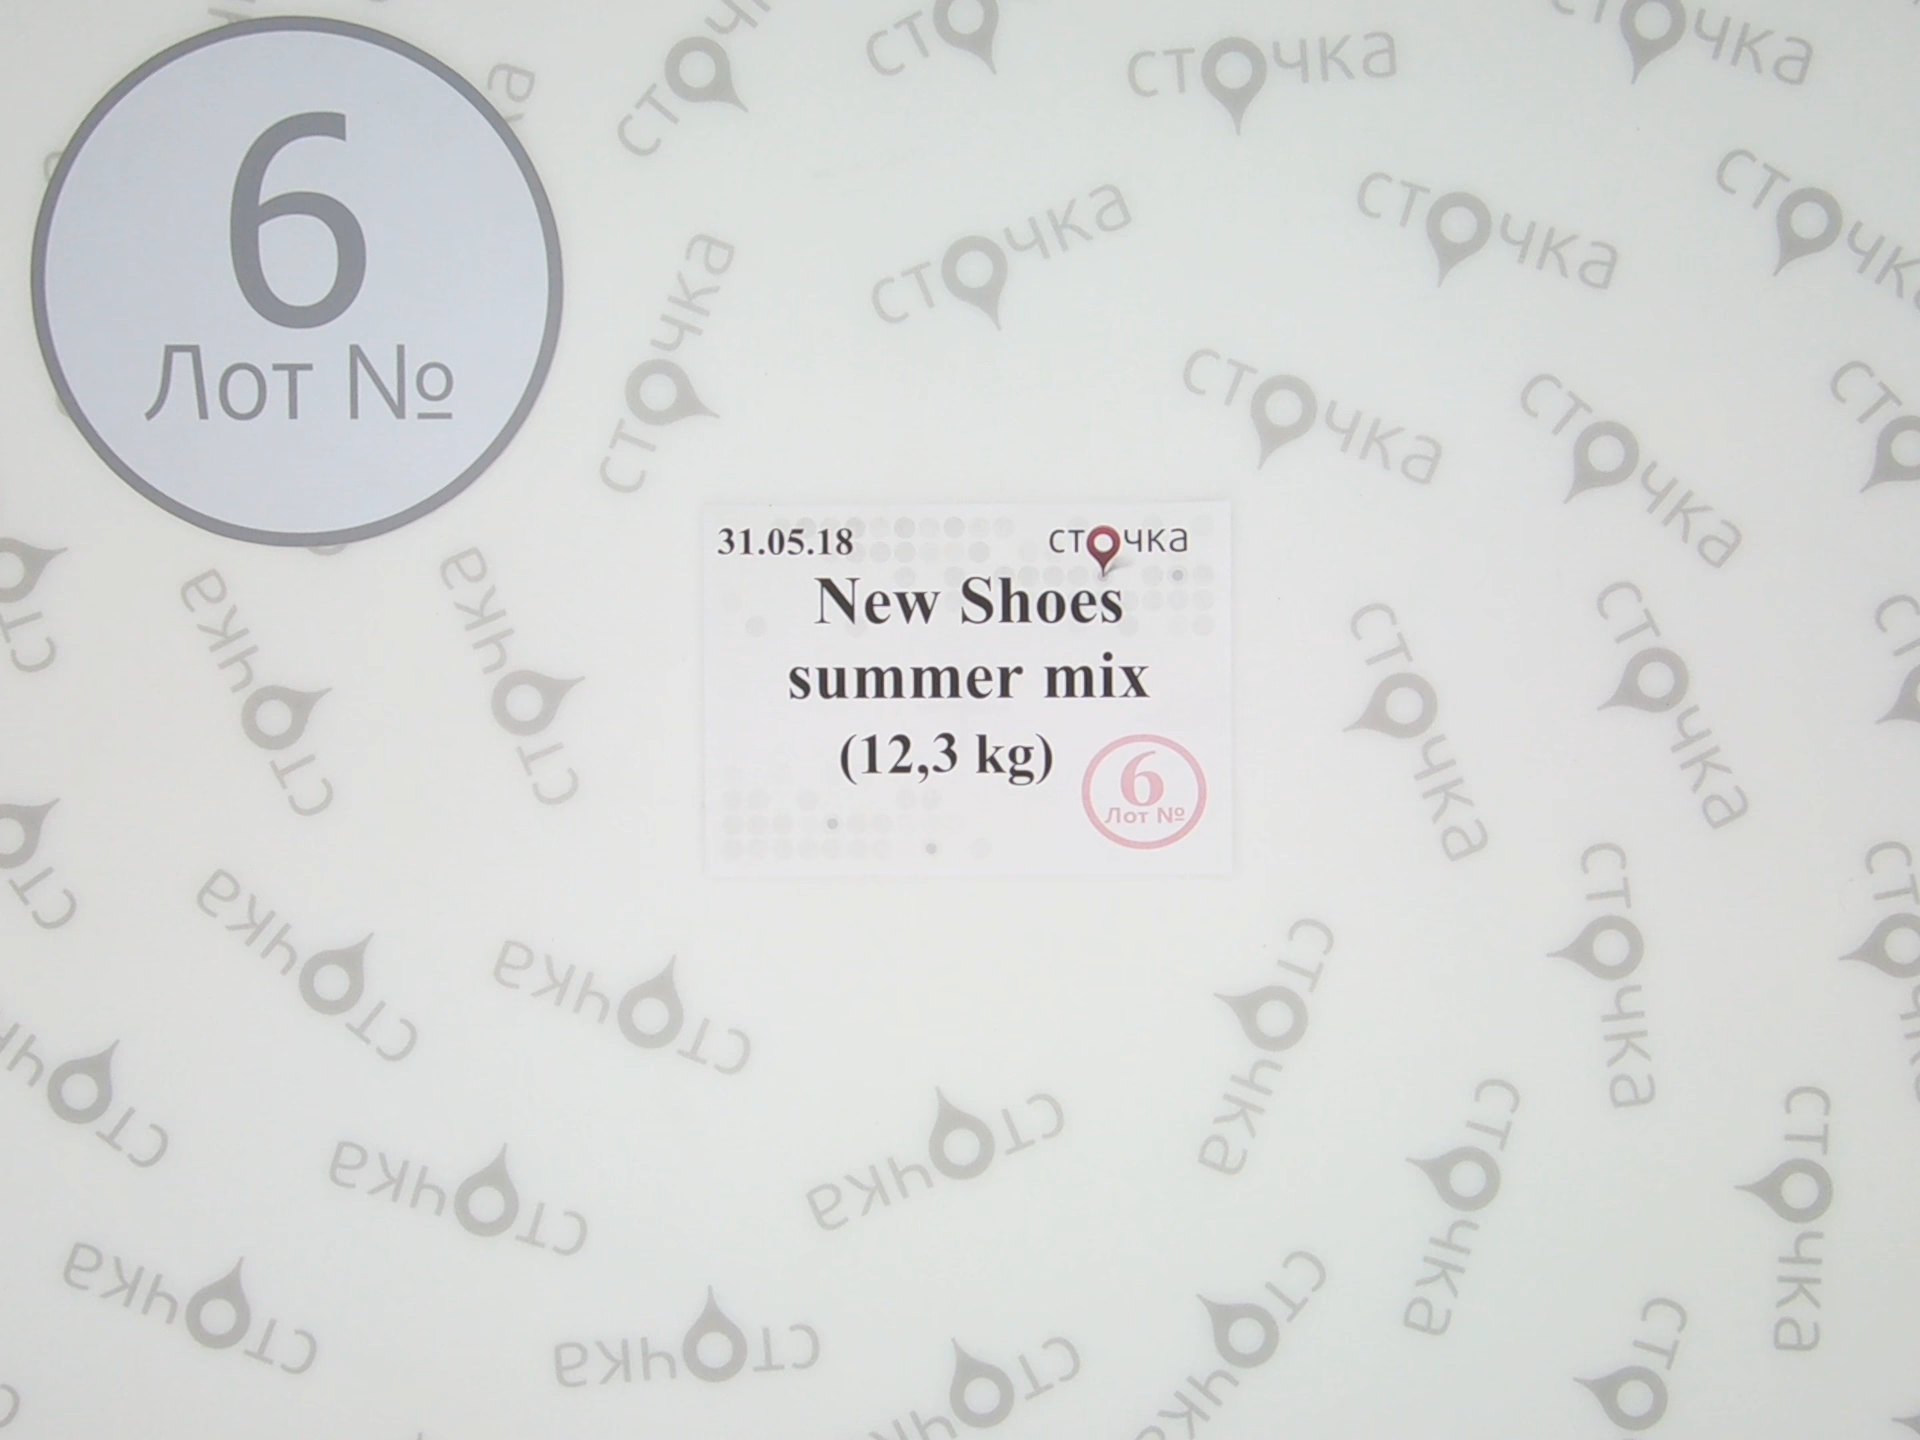 6
Лот №
31.05.18 сточка
New Shoes
summer mix
(12,3 kg)
6
Лот №